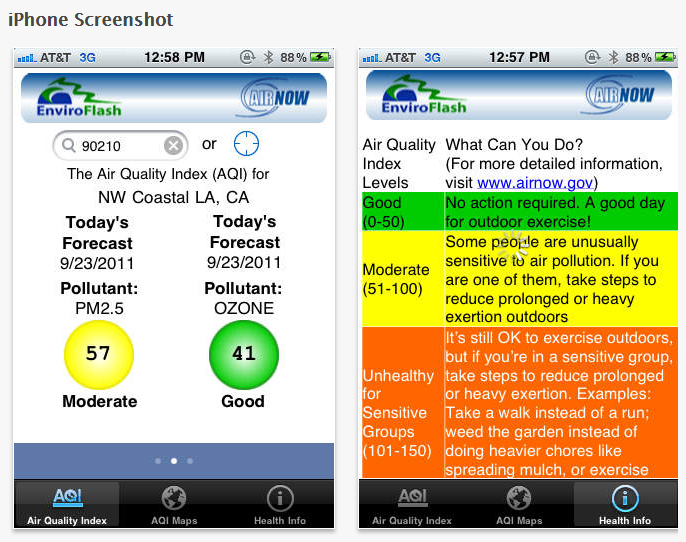 iPhone Screenshot
AT&T 3G 12:58 PM 88%
EnviroFlash AIRNOW
90210 or
The Air Quality Index (AQI) for
NW Coastal LA, CA
Today's
Forecast
9/23/2011
Pollutant:
PM2.5
57
Moderate
Today's
Forecast
9/23/2011
Pollutant:
OZONE
41
Good
AQI
Air Quality Index AQI Maps Health Info
AT&T 3G 12:57 PM 88%
EnviroFlash AIRNOW
Air Quality
Index
Levels
What Can You Do?
(For more detailed information,
visit www.airnow.gov)
Good
(0-50)
No action required. A good day
for outdoor exercise!
Moderate
(51-100)
Some people are unusually
sensitive to air pollution. If you
are one of them, take steps to
reduce prolonged or heavy
exertion outdoors
Unhealthy
for
Sensitive
Groups
(101-150)
It's still OK to exercise outdoors,
but if you're in a sensitive group,
take steps to reduce prolonged
or heavy exertion. Examples:
Take a walk instead of a run;
weed the garden instead of
doing heavier chores like
spreading mulch, or exercise
AQI
Air Quality Index AQI Maps Health Info